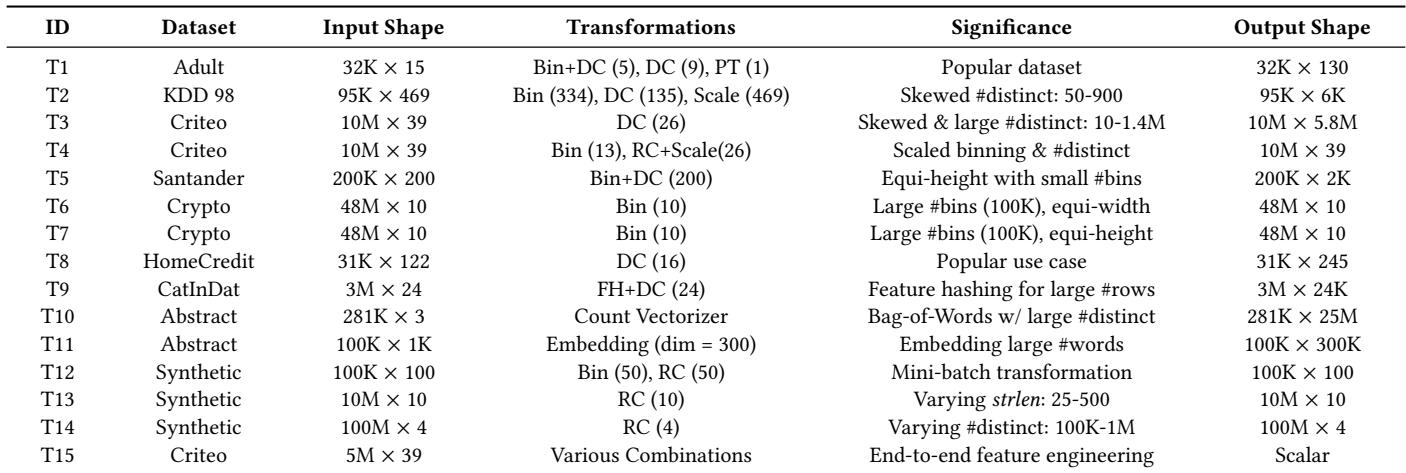 ID Dataset Input Shape Transformations Significance Output Shape
T1 Adult 32K × 15 Bin+DC (5), DC (9), PT (1) Popular dataset 32K × 130
T2 KDD 98 95K × 469 Bin (334), DC (135), Scale (469) Skewed #distinct: 50-900 95K × 6K
T3 Criteo 10M × 39 DC (26) Skewed & large #distinct: 10-1.4M 10M × 5.8M
T4 Criteo 10M × 39 Bin (13), RC+Scale(26) Scaled binning & #distinct 10M × 39
T5 Santander 200K × 200 Bin+DC (200) Equi-height with small #bins 200K × 2K
T6 Crypto 48M × 10 Bin (10) Large #bins (100K), equi-width 48M × 10
T7 Crypto 48M × 10 Bin (10) Large #bins (100K), equi-height 48M × 10
T8 HomeCredit 31K × 122 DC (16) Popular use case 31K × 245
T9 CatInDat 3M × 24 FH+DC (24) Feature hashing for large #rows 3M × 24K
T10 Abstract 281K × 3 Count Vectorizer Bag-of-Words w/ large #distinct 281K × 25M
T11 Abstract 100K × 1K Embedding (dim = 300) Embedding large #words 100K × 300K
T12 Synthetic 100K × 100 Bin (50), RC (50) Mini-batch transformation 100K × 100
T13 Synthetic 10M × 10 RC (10) Varying strlen: 25-500 10M × 10
T14 Synthetic 100M × 4 RC (4) Varying #distinct: 100K-1M 100M × 4
T15 Criteo 5M × 39 Various Combinations End-to-end feature engineering Scalar